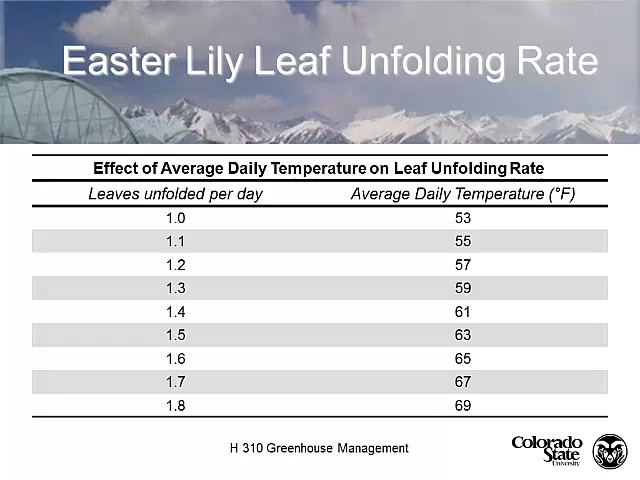 Easter Lily Leaf Unfolding Rate
Effect of Average Daily Temperature on Leaf Unfolding Rate
Leaves unfolded per day Average Daily Temperature (°F)
1.0 53
1.1 55
1.2 57
1.3 59
1.4 61
1.5 63
1.6 65
1.7 67
1.8 69
H 310 Greenhouse Management
Colorado
State
University